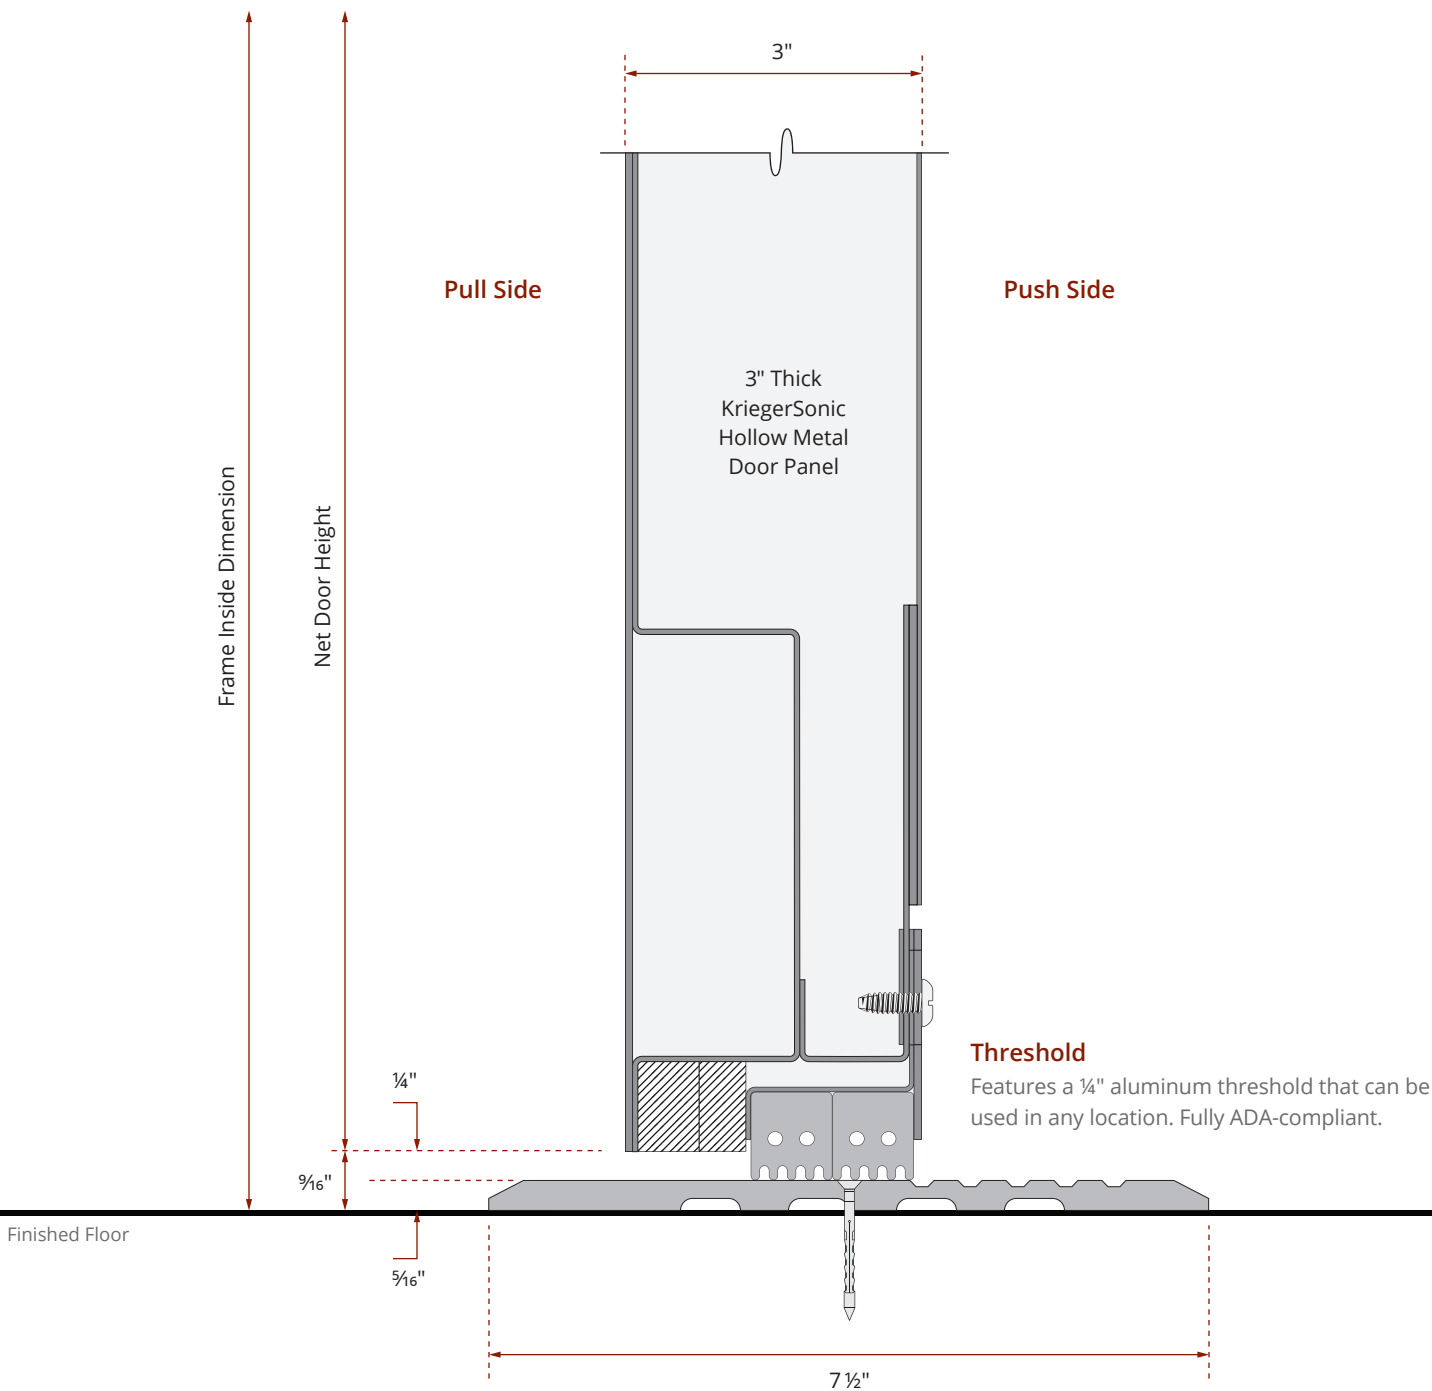 3"
Pull Side
Push Side
3" Thick
KriegerSonic
Hollow Metal
Door Panel
Frame Inside Dimension
Net Door Height
Threshold
Features a ¼" aluminum threshold that can be
used in any location. Fully ADA-compliant.
¼"
9⁄16"
Finished Floor
5⁄16"
7 ½"